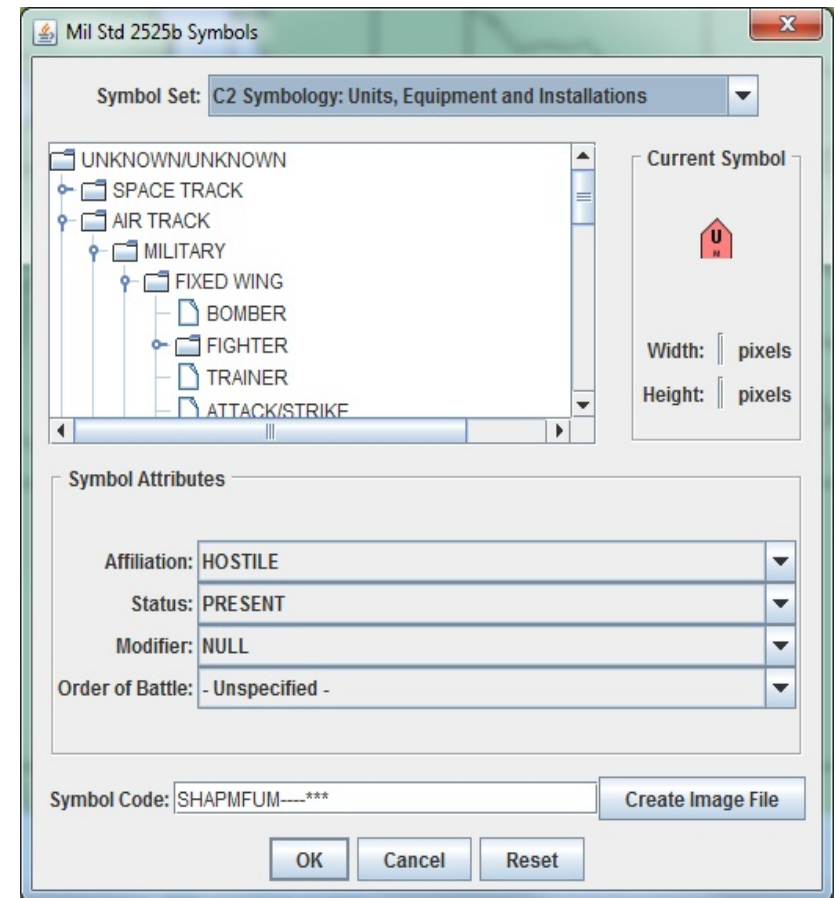 Mil Std 2525b Symbols
Symbol Set: C2 Symbology: Units, Equipment and Installations
UNKNOWN/UNKNOWN
SPACE TRACK
AIR TRACK
MILITARY
FIXED WING
BOMBER
FIGHTER
TRAINER
ATTACK/STRIKE
Current Symbol
U
M
Width: pixels
Height: pixels
Symbol Attributes
Affiliation: HOSTILE
Status: PRESENT
Modifier: NULL
Order of Battle: - Unspecified -
Symbol Code: SHAPMFUM----***
Create Image File
OK Cancel Reset